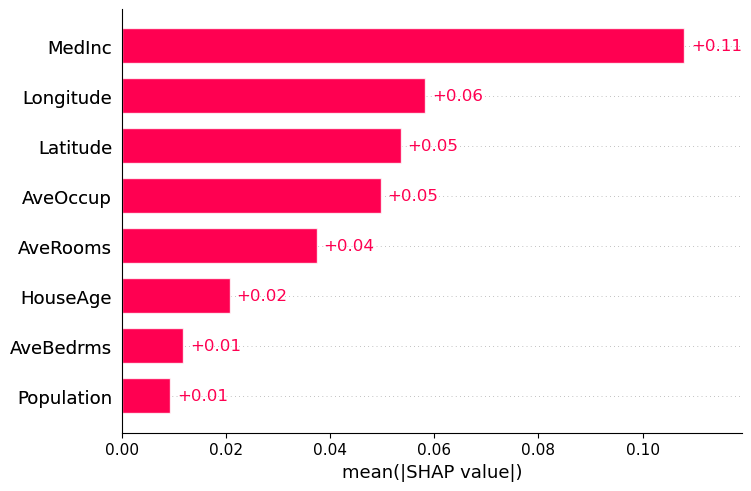 MedInc +0.11
Longitude +0.06
Latitude +0.05
AveOccup +0.05
AveRooms +0.04
HouseAge +0.02
AveBedrms +0.01
Population +0.01
0.00 0.02 0.04 0.06 0.08 0.10
mean(|SHAP value|)